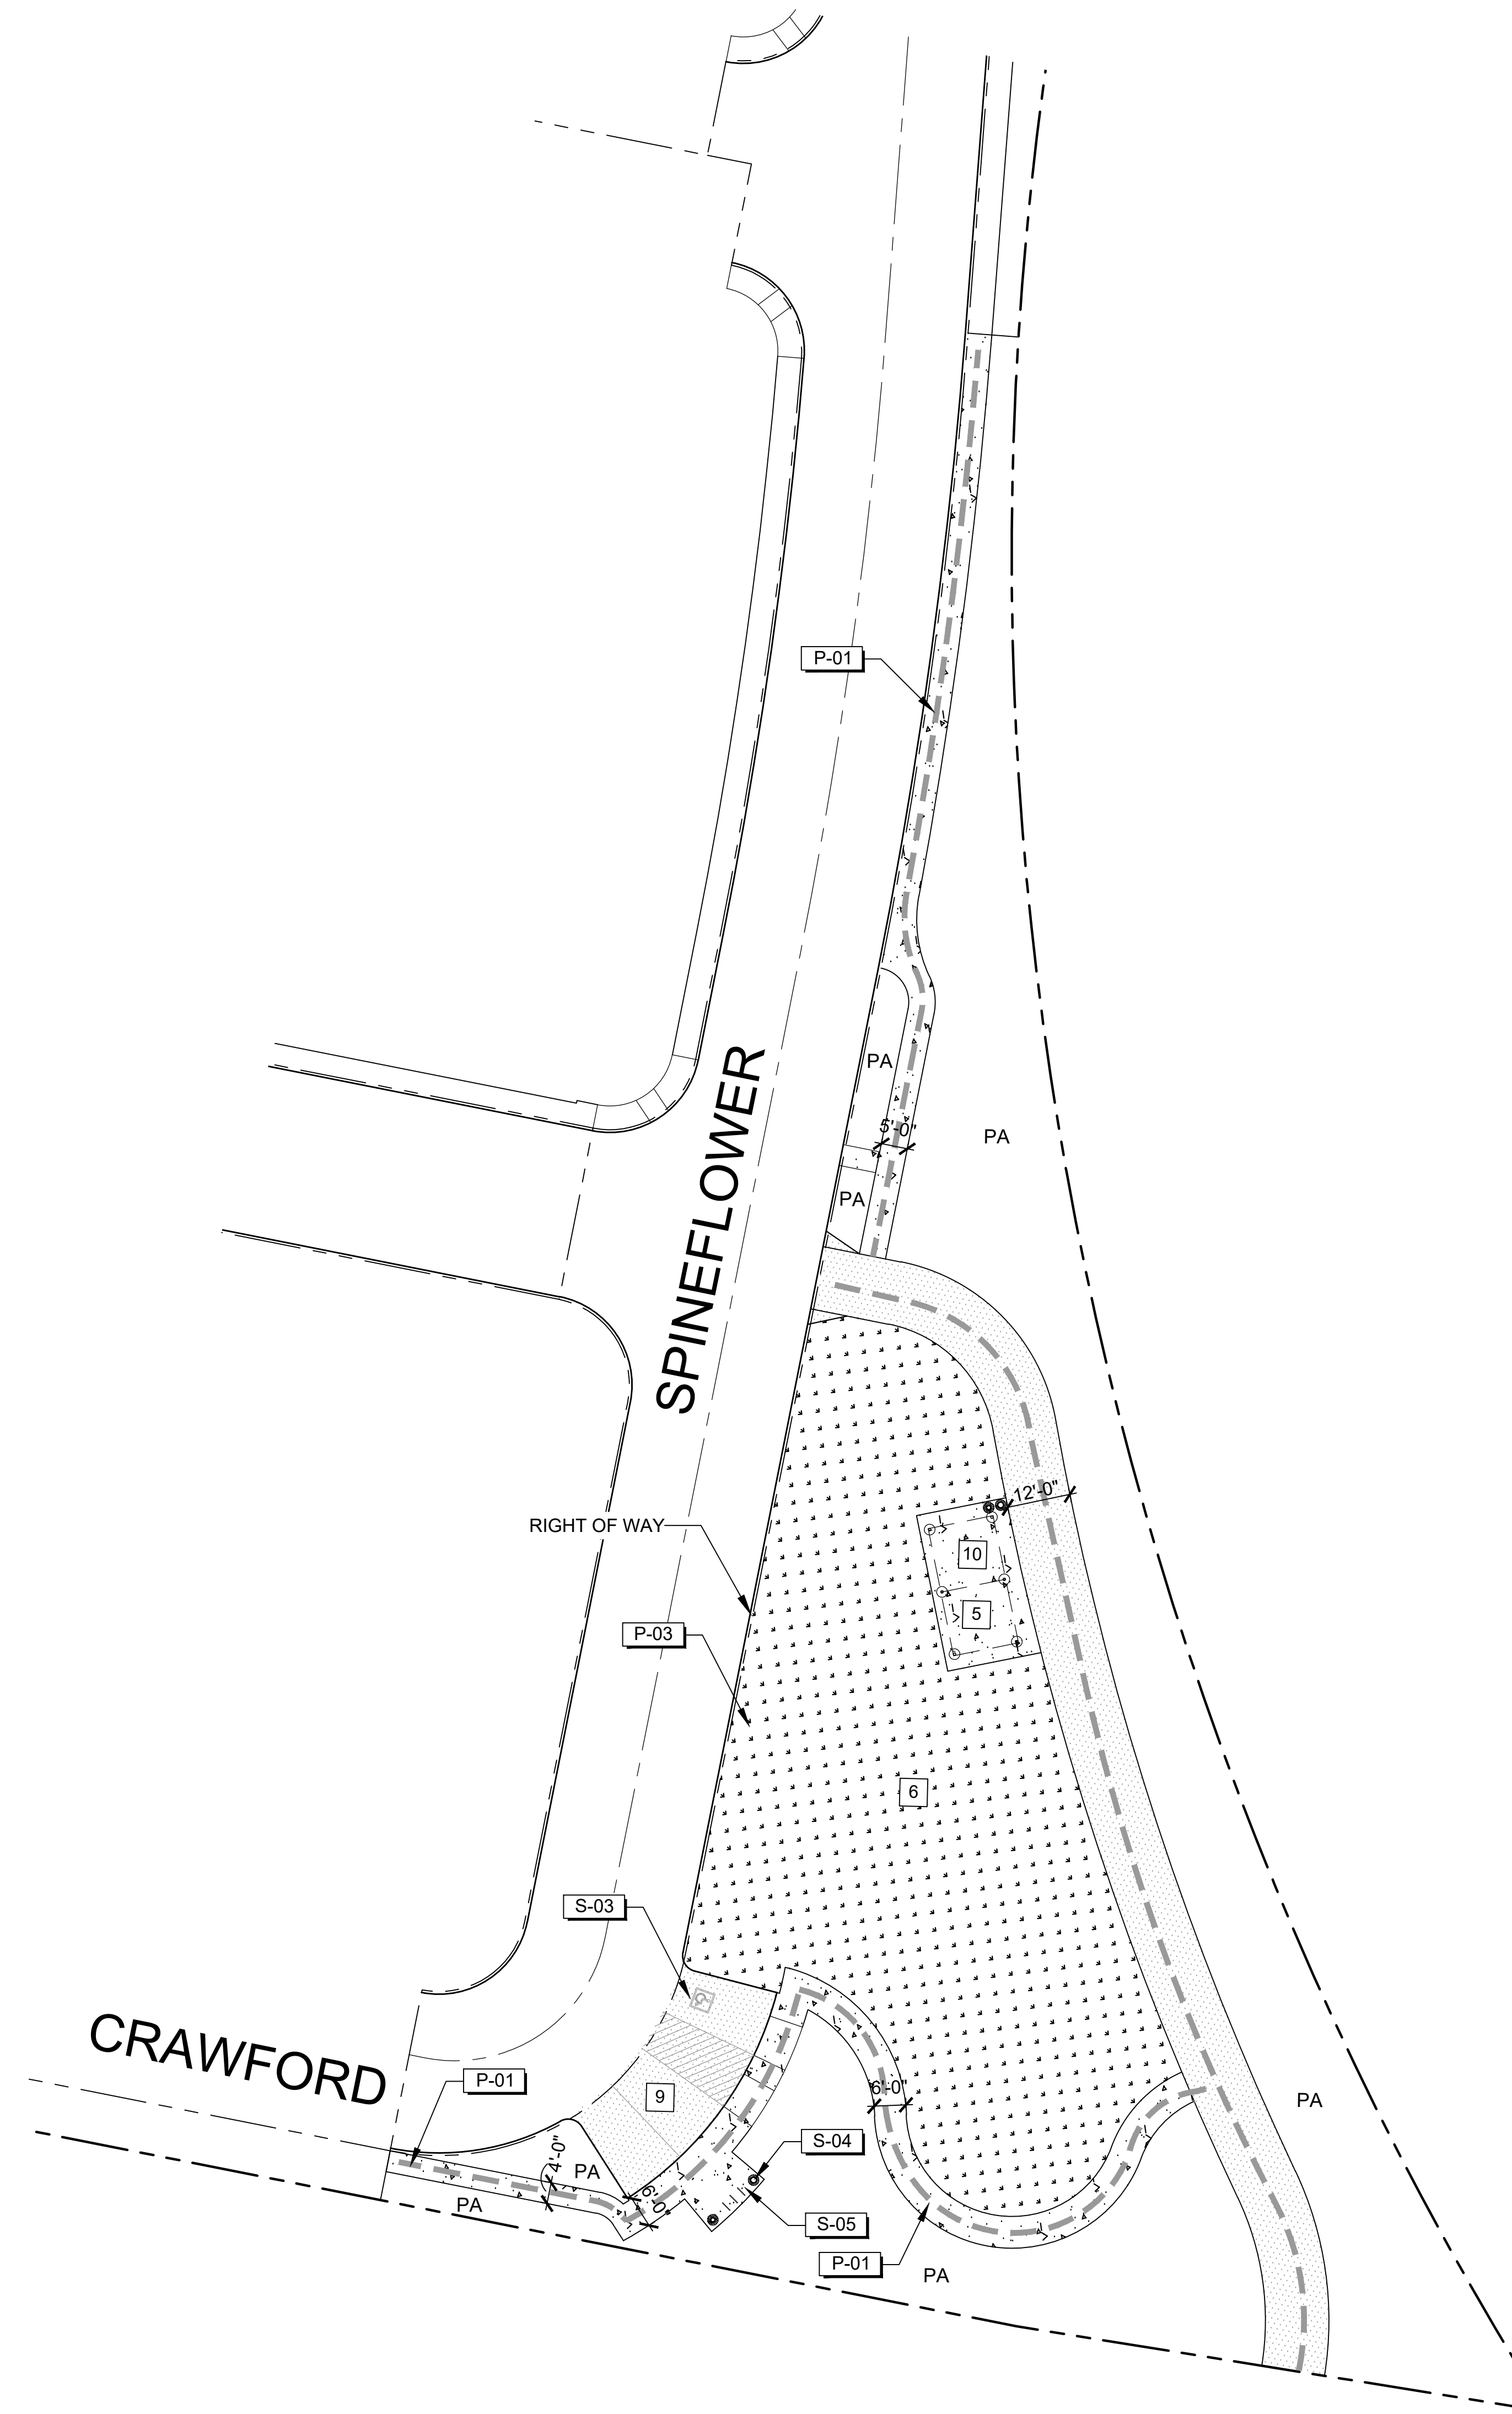 P-01
PA
5'-0"
PA
PA
SPINEFLOWER
12'-0"
RIGHT OF WAY
10
5
P-03
6
S-03
CRAWFORD
P-01
9
6'-0"
PA
S-04
4'-0"
PA
6'-0"
PA
S-05
P-01
PA